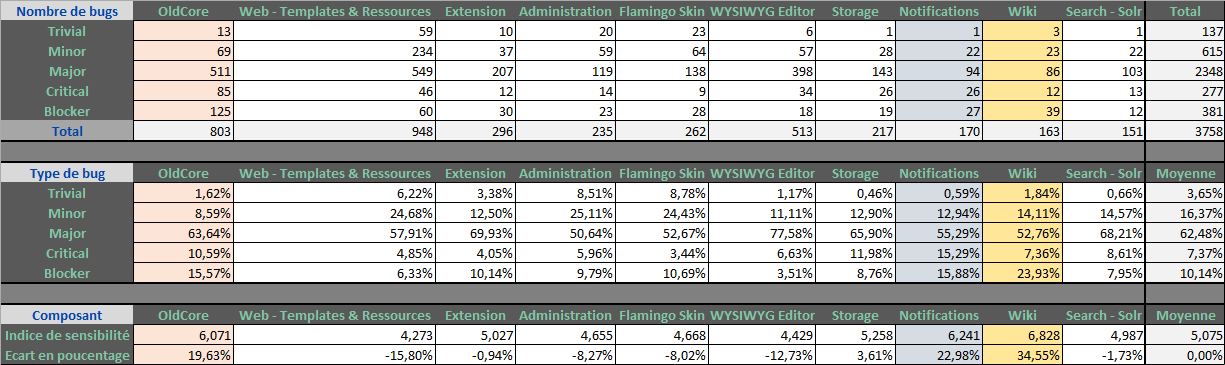 Nombre de bugs OldCore Web - Templates & Ressources Extension Administration Flamingo Skin WYSIWYG Editor Storage Notifications Wiki Search - Solr Total
Trivial 13 59 10 20 23 6 1 1 3 1 137
Minor 69 234 37 59 64 57 28 22 23 22 615
Major 511 549 207 119 138 398 143 94 86 103 2348
Critical 85 46 12 14 9 34 26 26 12 13 277
Blocker 125 60 30 23 28 18 19 27 39 12 381
Total 803 948 296 235 262 513 217 170 163 151 3758
Type de bug OldCore Web - Templates & Ressources Extension Administration Flamingo Skin WYSIWYG Editor Storage Notifications Wiki Search - Solr Moyenne
Trivial 1,62% 6,22% 3,38% 8,51% 8,78% 1,17% 0,46% 0,59% 1,84% 0,66% 3,65%
Minor 8,59% 24,68% 12,50% 25,11% 24,43% 11,11% 12,90% 12,94% 14,11% 14,57% 16,37%
Major 63,64% 57,91% 69,93% 50,64% 52,67% 77,58% 65,90% 55,29% 52,76% 68,21% 62,48%
Critical 10,59% 4,85% 4,05% 5,96% 3,44% 6,63% 11,98% 15,29% 7,36% 8,61% 7,37%
Blocker 15,57% 6,33% 10,14% 9,79% 10,69% 3,51% 8,76% 15,88% 23,93% 7,95% 10,14%
Composant OldCore Web - Templates & Ressources Extension Administration Flamingo Skin WYSIWYG Editor Storage Notifications Wiki Search - Solr Moyenne
Indice de sensibilité 6,071 4,273 5,027 4,655 4,668 4,429 5,258 6,241 6,828 4,987 5,075
Ecart en poucentage 19,63% -15,80% -0,94% -8,27% -8,02% -12,73% 3,61% 22,98% 34,55% -1,73% 0,00%